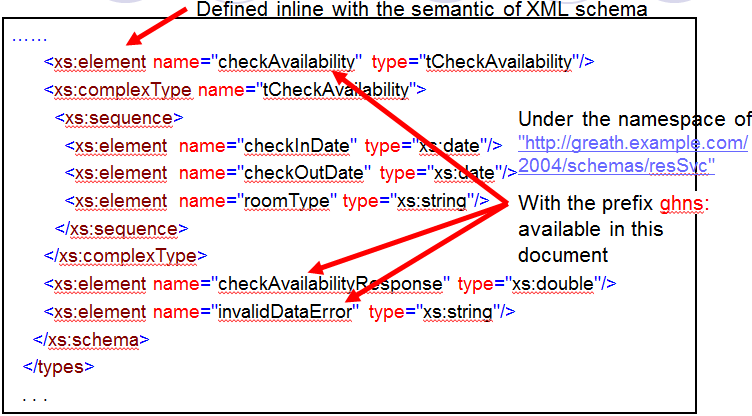 Defined inline with the semantic of XML schema
......
<xs:element name="checkAvailability" type="tCheckAvailability"/>
<xs:complexType name="tCheckAvailability">
<xs:sequence>
<xs:element name="checkInDate" type="xs:date"/>
<xs:element name="checkOutDate" type="xs:date"/>
<xs:element name="roomType" type="xs:string"/>
</xs:sequence>
</xs:complexType>
<xs:element name="checkAvailabilityResponse" type="xs:double"/>
<xs:element name="invalidDataError" type="xs:string"/>
</xs:schema>
</types>
. . .
Under the namespace of
"http://greath.example.com/
2004/schemas/resSvc"
With the prefix ghns:
available in this
document